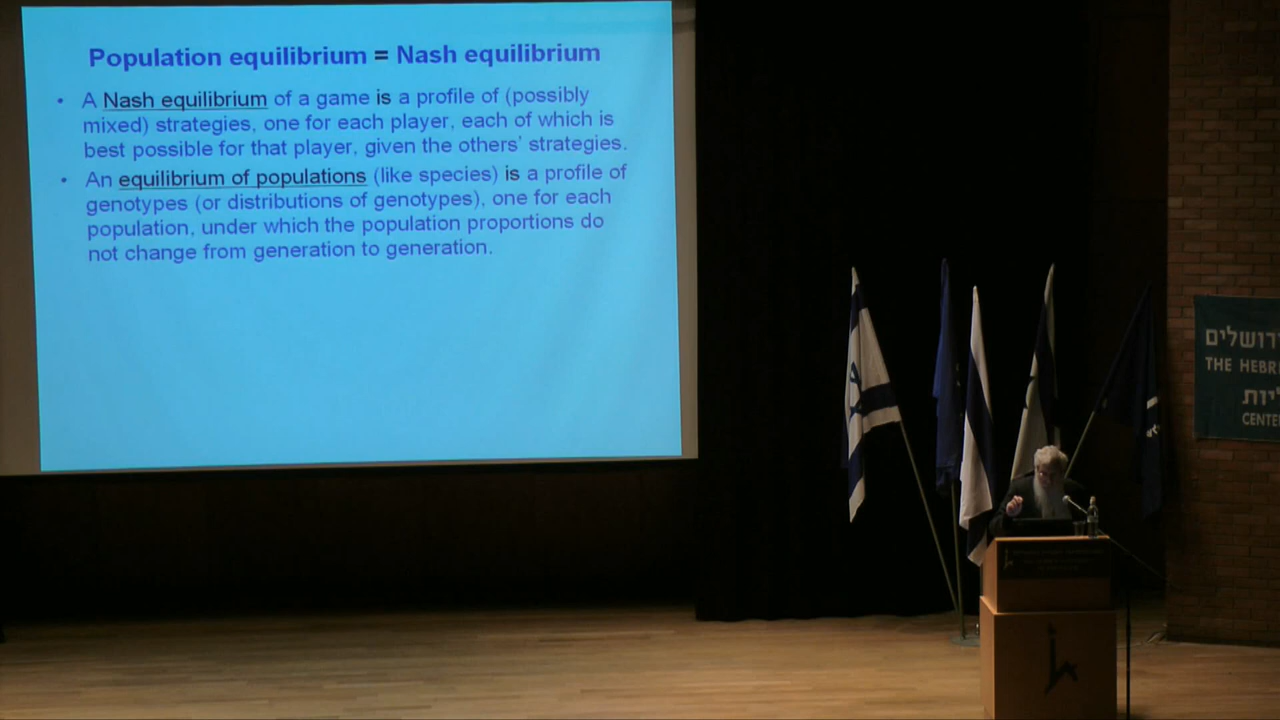 Population equilibrium = Nash equilibrium
• A Nash equilibrium of a game is a profile of (possibly
mixed) strategies, one for each player, each of which is
best possible for that player, given the others' strategies.
• An equilibrium of populations (like species) is a profile of
genotypes (or distributions of genotypes), one for each
population, under which the population proportions do
not change from generation to generation.
ירושלים
THE HEBR
יות
CENTE